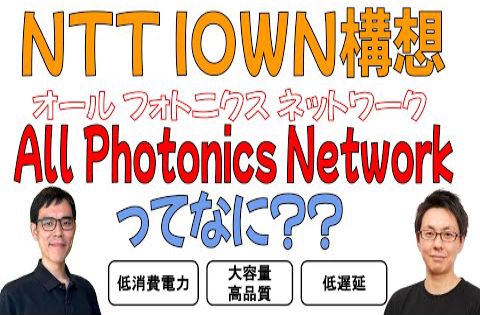 NTT IOWN構想
オール フォトニクス ネットワーク
All Photonics Network
ってなに??
低消費電力
大容量
高品質
低遅延